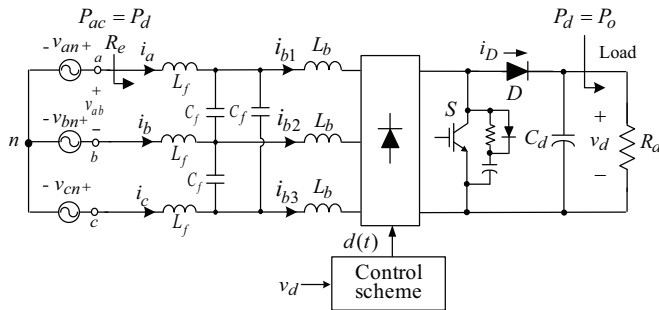 P_ac = P_d
P_d = P_o
- v_an +
a
R_e
i_a
L_f
i_b1
L_b
i_D
D
Load
+
v_ab
−
C_f
C_f
S
n
- v_bn +
b
i_b
L_f
i_b2
L_b
C_d
+
v_d
−
R_d
C_f
- v_cn +
c
i_c
L_f
i_b3
L_b
d(t)
v_d
Control
scheme